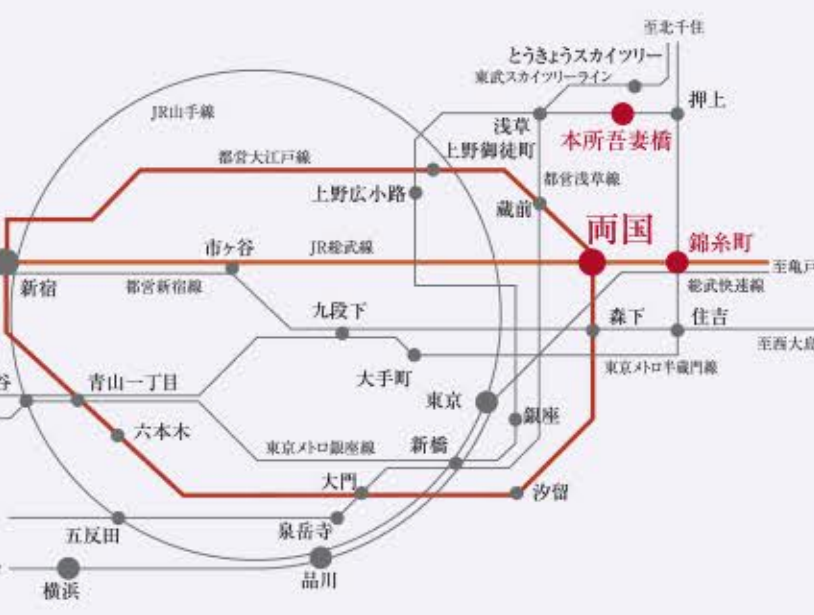 至北千住
とうきょうスカイツリー
東武スカイツリーライン
押上
JR山手線
浅草
本所吾妻橋
上野御徒町
都営大江戸線
都営浅草線
上野広小路
蔵前
両国
錦糸町
市ヶ谷
JR総武線
至亀戸
新宿
都営新宿線
総武快速線
九段下
森下
住吉
至西大島
大手町
東京メトロ半蔵門線
谷
青山一丁目
東京
銀座
六本木
東京メトロ銀座線
新橋
大門
汐留
五反田
泉岳寺
品川
横浜